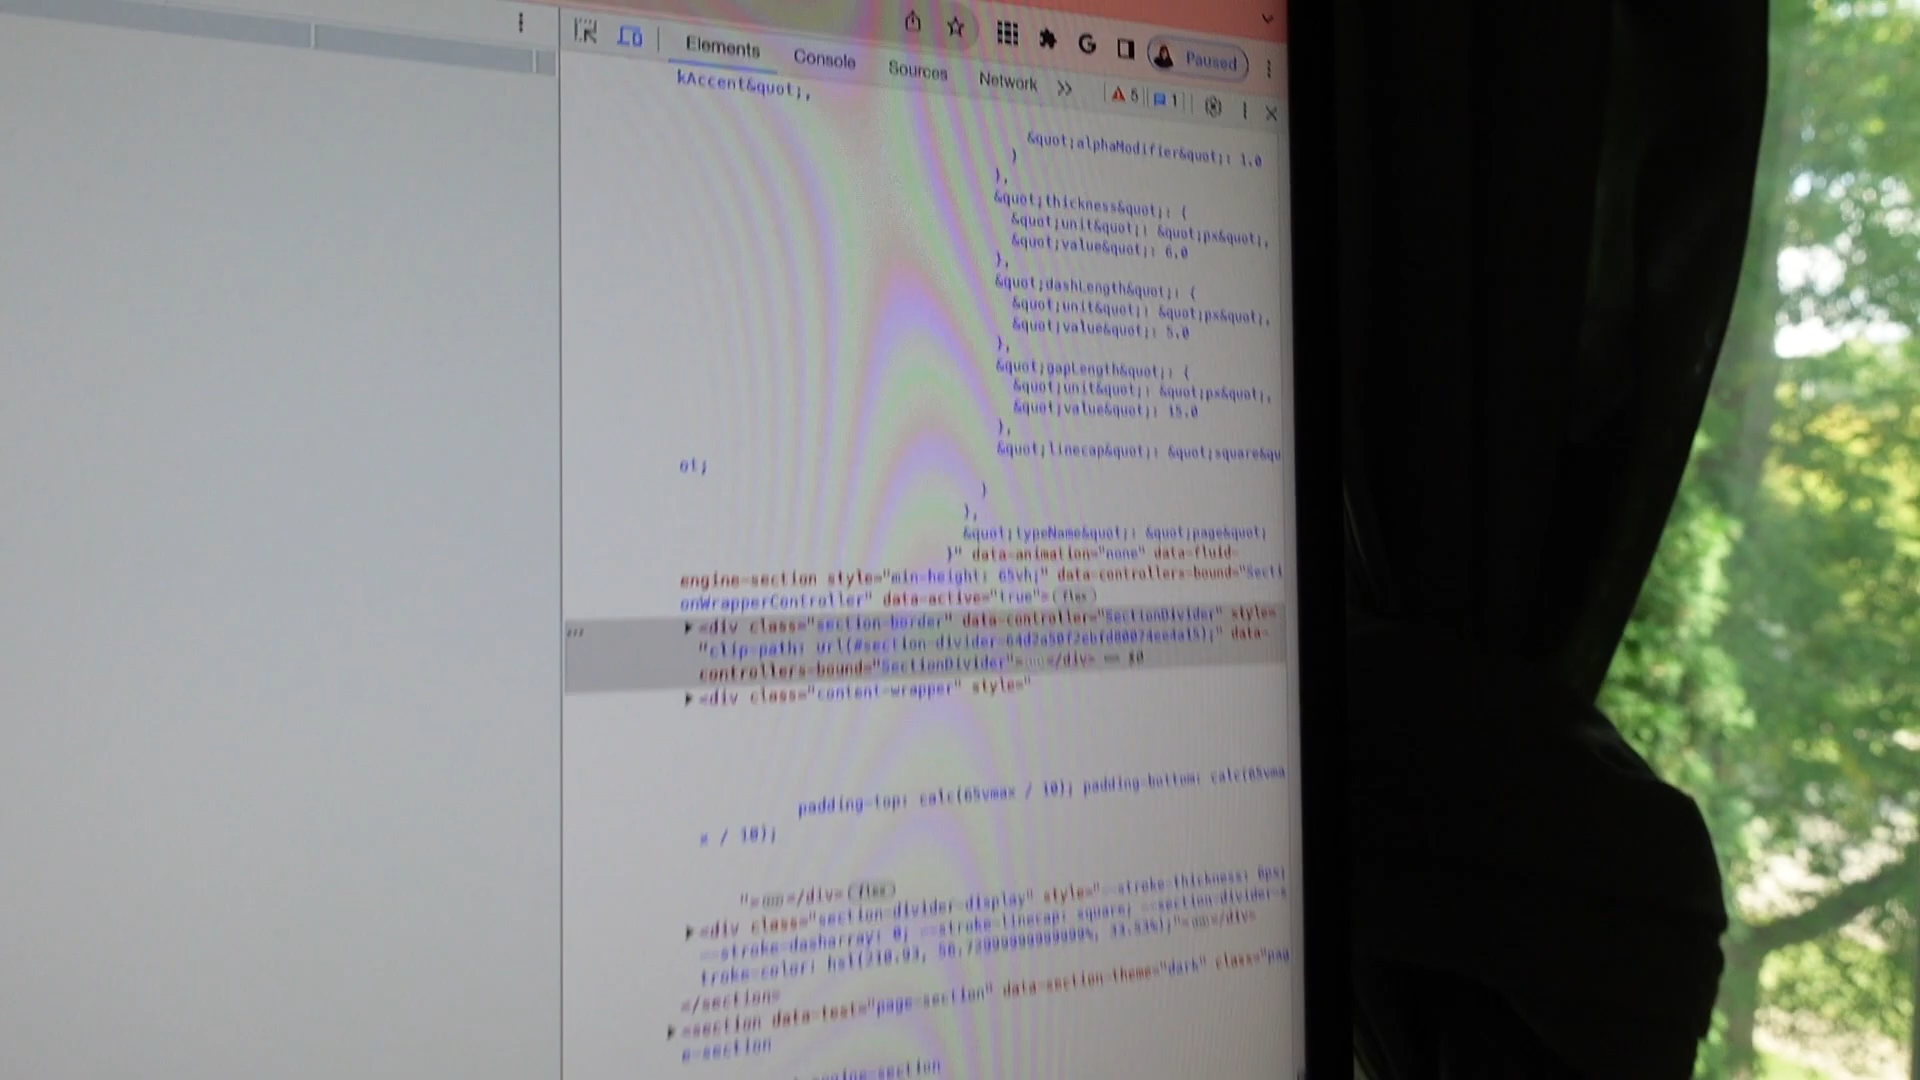 Elements Console Sources Network
5 1
Paused
kAccent&quot;,
&quot;alphaModifier&quot;: 1.0
}
},
&quot;thickness&quot;: {
&quot;unit&quot;: &quot;px&quot;,
&quot;value&quot;: 6.0
},
&quot;dashLength&quot;: {
&quot;unit&quot;: &quot;px&quot;,
&quot;value&quot;: 5.0
},
&quot;gapLength&quot;: {
&quot;unit&quot;: &quot;px&quot;,
&quot;value&quot;: 15.0
},
&quot;linecap&quot;: &quot;square&qu
ot;
}
},
&quot;typeName&quot;: &quot;page&quot;
}" data-animation="none" data-fluid-
engine-section style="min-height: 65vh;" data-controllers-bound="Secti
onWrapperController" data-active="true"> flex
<div class="section-border" data-controller="SectionDivider" style=
"clip-path: url(#section-divider-);" data-
controllers-bound="SectionDivider">…</div> == $0
<div class="content-wrapper" style="
padding-top: calc(65vmax / 10); padding-bottom: calc(65vma
x / 10);
">…</div> flex
<div class="section-divider-display" style="--stroke-thickness: 6px;
--stroke-dasharray: 0; --stroke-linecap: square; --section-divider-s
troke-color: hsl(210.93, %, %);">…</div>
</section>
<section data-test="page-section" data-section-theme="dark" class="pag
e-section
engine-section